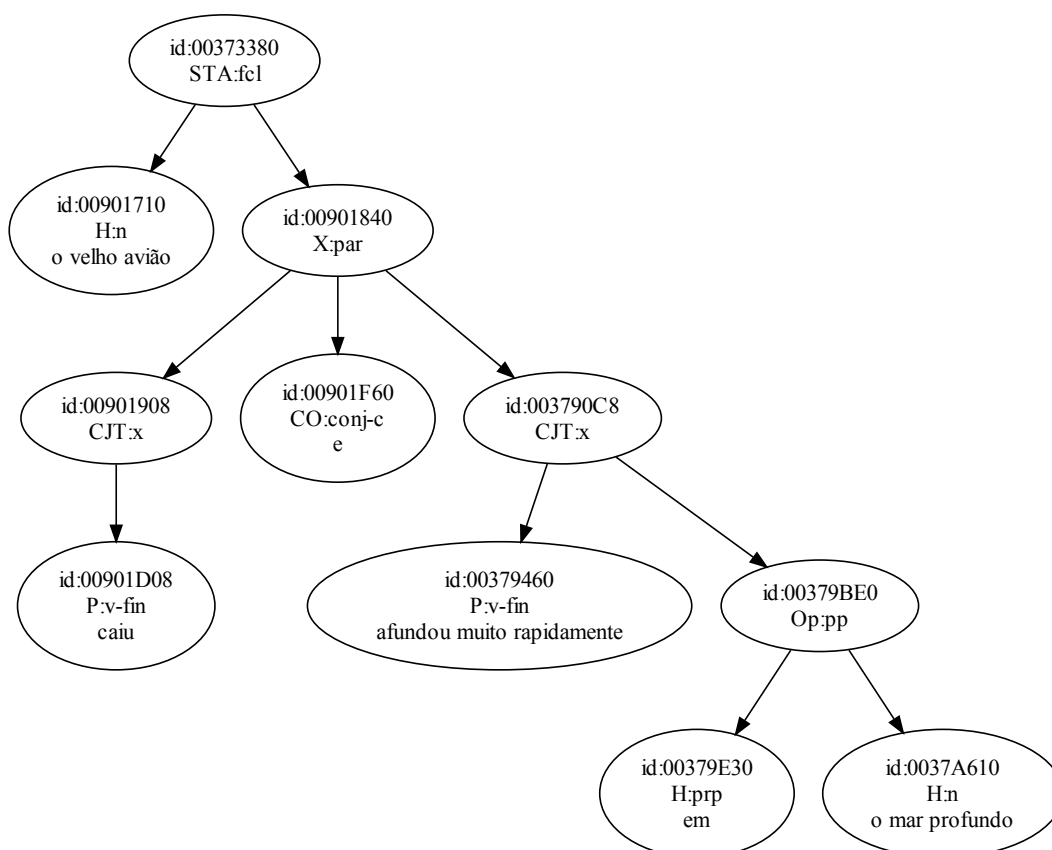 id:00373380
STA:fcl
id:00901710
H:n
o velho avião
id:00901840
X:par
id:00901908
CJT:x
id:00901F60
CO:conj-c
e
id:003790C8
CJT:x
id:00901D08
P:v-fin
caiu
id:00379460
P:v-fin
afundou muito rapidamente
id:00379BE0
Op:pp
id:00379E30
H:prp
em
id:0037A610
H:n
o mar profundo